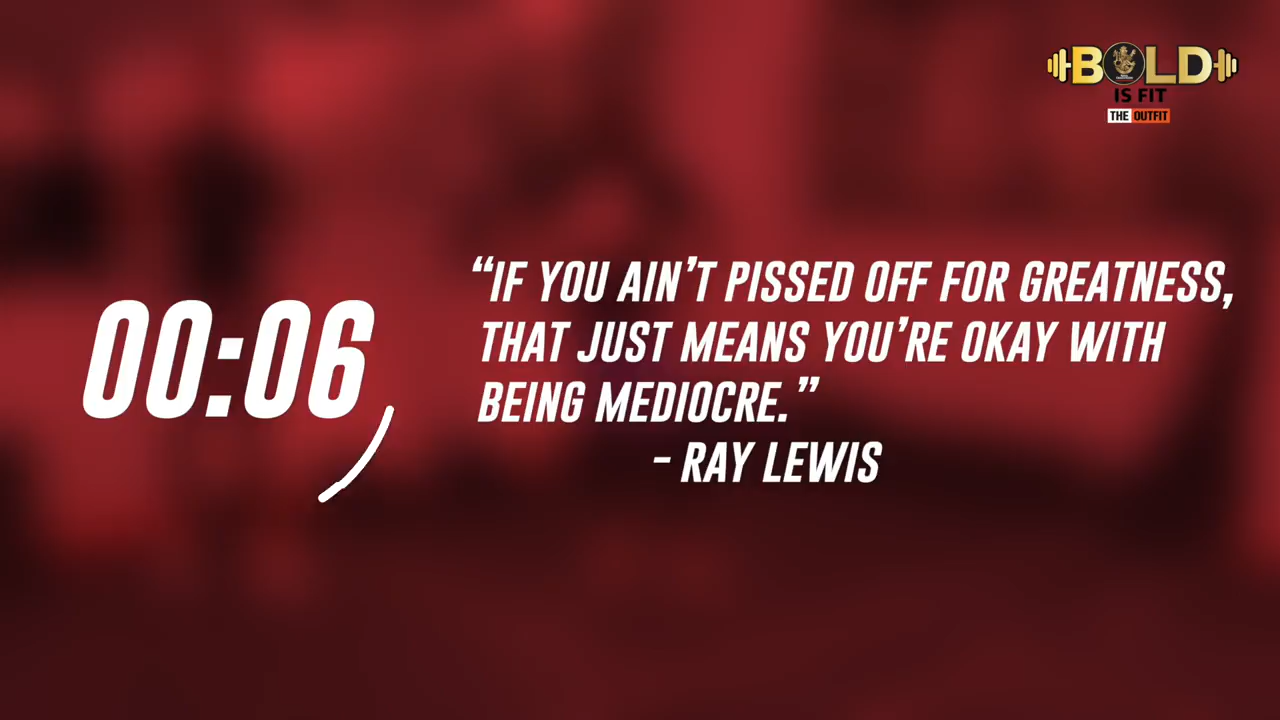 BOLD
IS FIT
THE OUTFIT
00:06
“IF YOU AIN’T PISSED OFF FOR GREATNESS,
THAT JUST MEANS YOU’RE OKAY WITH
BEING MEDIOCRE.”
- RAY LEWIS